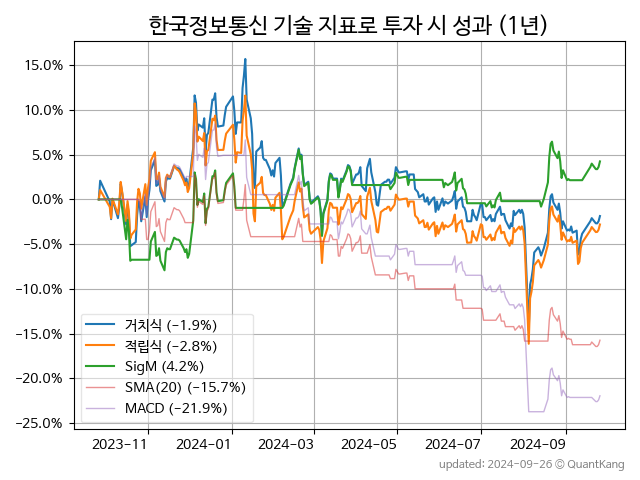 한국정보통신 기술 지표로 투자 시 성과 (1년)
15.0%
10.0%
5.0%
0.0%
−5.0%
−10.0%
−15.0%
−20.0%
−25.0%
거치식 (−1.9%)
적립식 (−2.8%)
SigM (4.2%)
SMA(20) (−15.7%)
MACD (−21.9%)
2023-11 2024-01 2024-03 2024-05 2024-07 2024-09
updated: 2024-09-26 © QuantKang